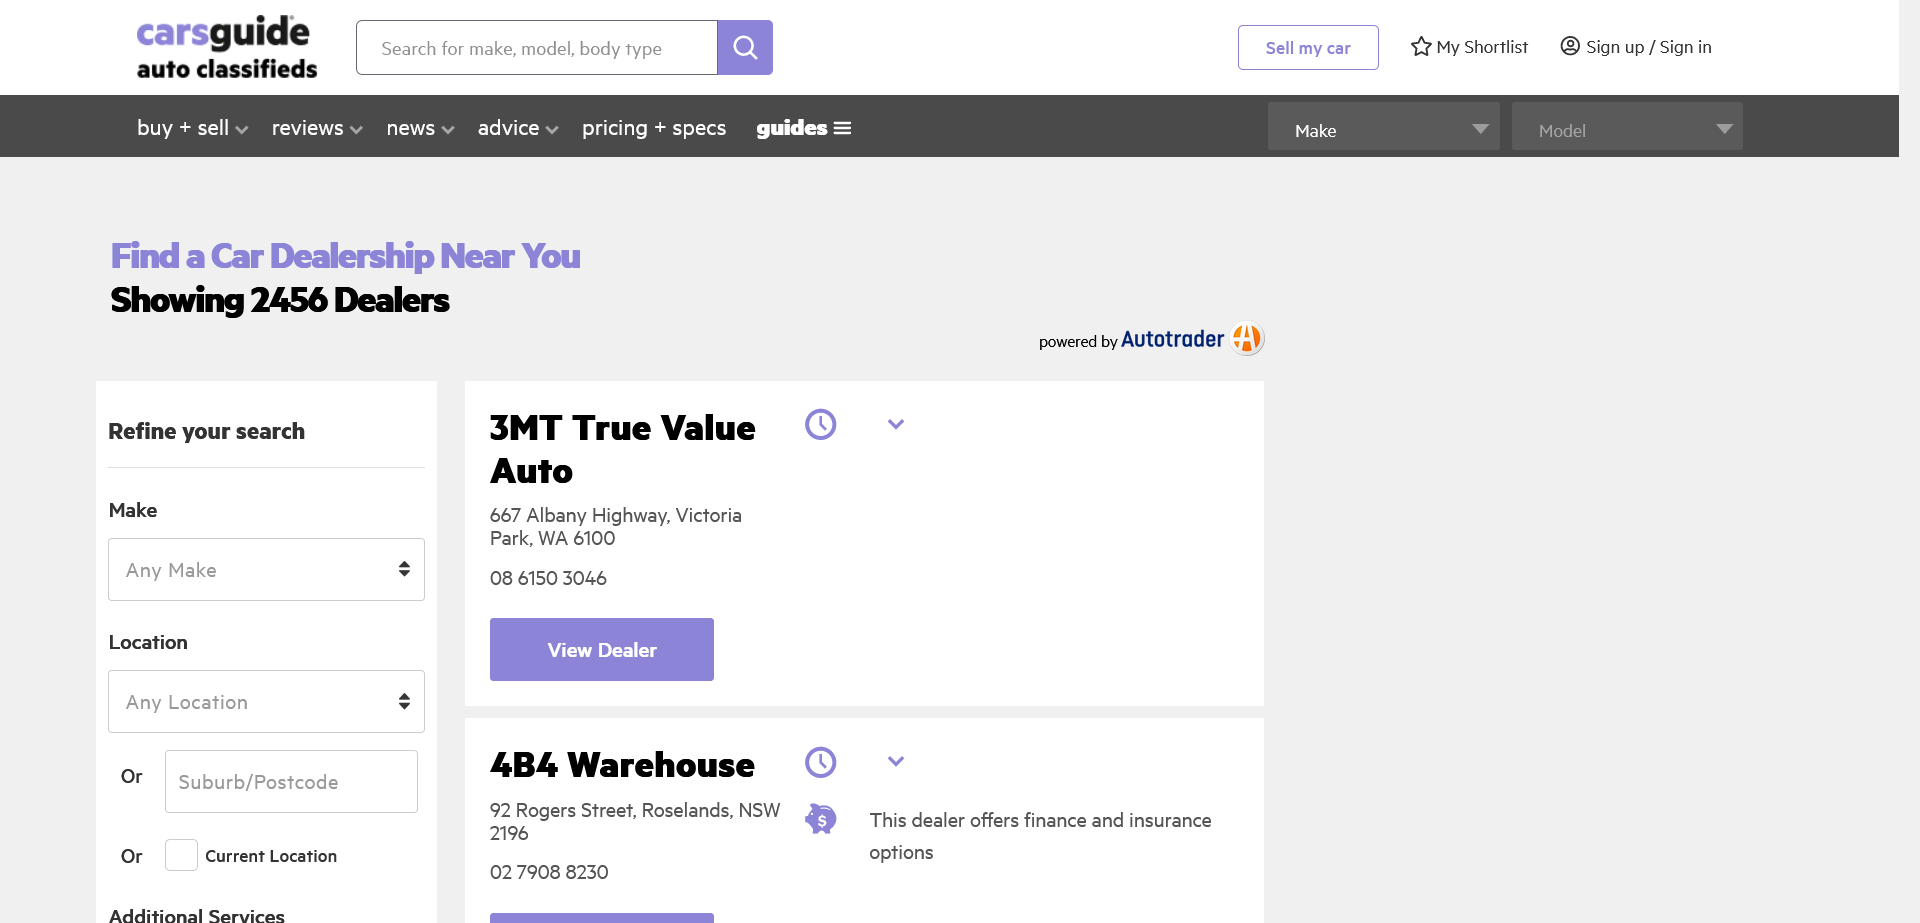 carsguide
auto classifieds
Search for make, model, body type
Sell my car
My Shortlist
Sign up / Sign in
buy + sell
reviews
news
advice
pricing + specs
guides
Make
Model
Find a Car Dealership Near You
Showing 2456 Dealers
powered by Autotrader
Refine your search
Make
Any Make
Location
Any Location
Or
Suburb/Postcode
Or
Current Location
Additional Services
3MT True Value
Auto
667 Albany Highway, Victoria
Park, WA 6100
08 6150 3046
View Dealer
4B4 Warehouse
92 Rogers Street, Roselands, NSW
2196
02 7908 8230
This dealer offers finance and insurance
options